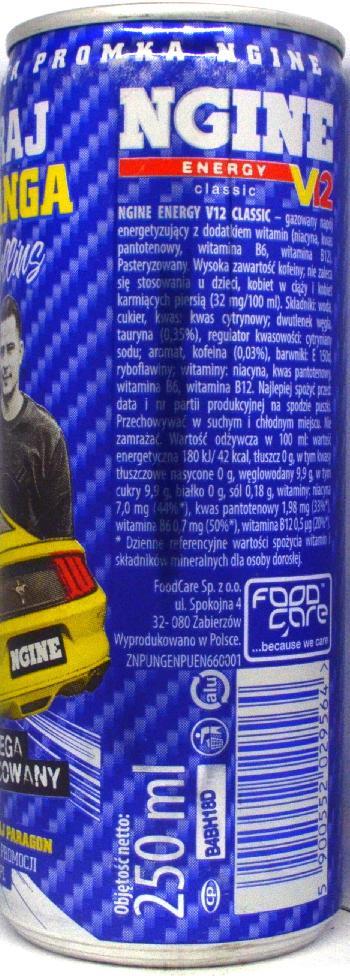 K PROMKA NGINE
AJ
NGA
NGINE
ENERGY
classic V12
NGINE ENERGY V12 CLASSIC – gazowany napój
energetyzujący z dodatkiem witamin (niacyna, kwas
pantotenowy, witamina B6, witamina B12).
Pasteryzowany. Wysoka zawartość kofeiny; nie zaleca
się stosowania u dzieci, kobiet w ciąży i kobiet
karmiących piersią (32 mg/100 ml). Składniki: woda,
cukier, kwas: kwas cytrynowy; dwutlenek węgla,
tauryna (0,35%), regulator kwasowości: cytryniany
sodu; aromat, kofeina (0,03%), barwniki: E 150d,
ryboflawiny; witaminy: niacyna, kwas pantotenowy,
witamina B6, witamina B12. Najlepiej spożyć przed:
data i nr partii produkcyjnej na spodzie puszki.
Przechowywać w suchym i chłodnym miejscu. Nie
zamrażać. Wartość odżywcza w 100 ml: wartość
energetyczna 180 kJ/ 42 kcal, tłuszcz 0 g, w tym kwasy
tłuszczowe nasycone 0 g, węglowodany 9,9 g, w tym
cukry 9,9 g, białko 0 g, sól 0,18 g, witaminy: niacyna
7,0 mg (44%*), kwas pantotenowy 1,98 mg (33%*),
witamina B6 0,7 mg (50%*), witamina B12 0,5 µg (20%*).
* Dzienne referencyjne wartości spożycia witamin i
składników mineralnych dla osoby dorosłej.
FoodCare Sp. z o.o.
ul. Spokojna 4
32- 080 Zabierzów
Wyprodukowano w Polsce.
ZNPUNGENPUEN660001
FOOD
care
...because we care
NGINE
EGA
OWANY
J PARAGON
PROMOCJI
PL
Objętość netto:
250 ml
alu
B4BH18D
5 900552 029564 >